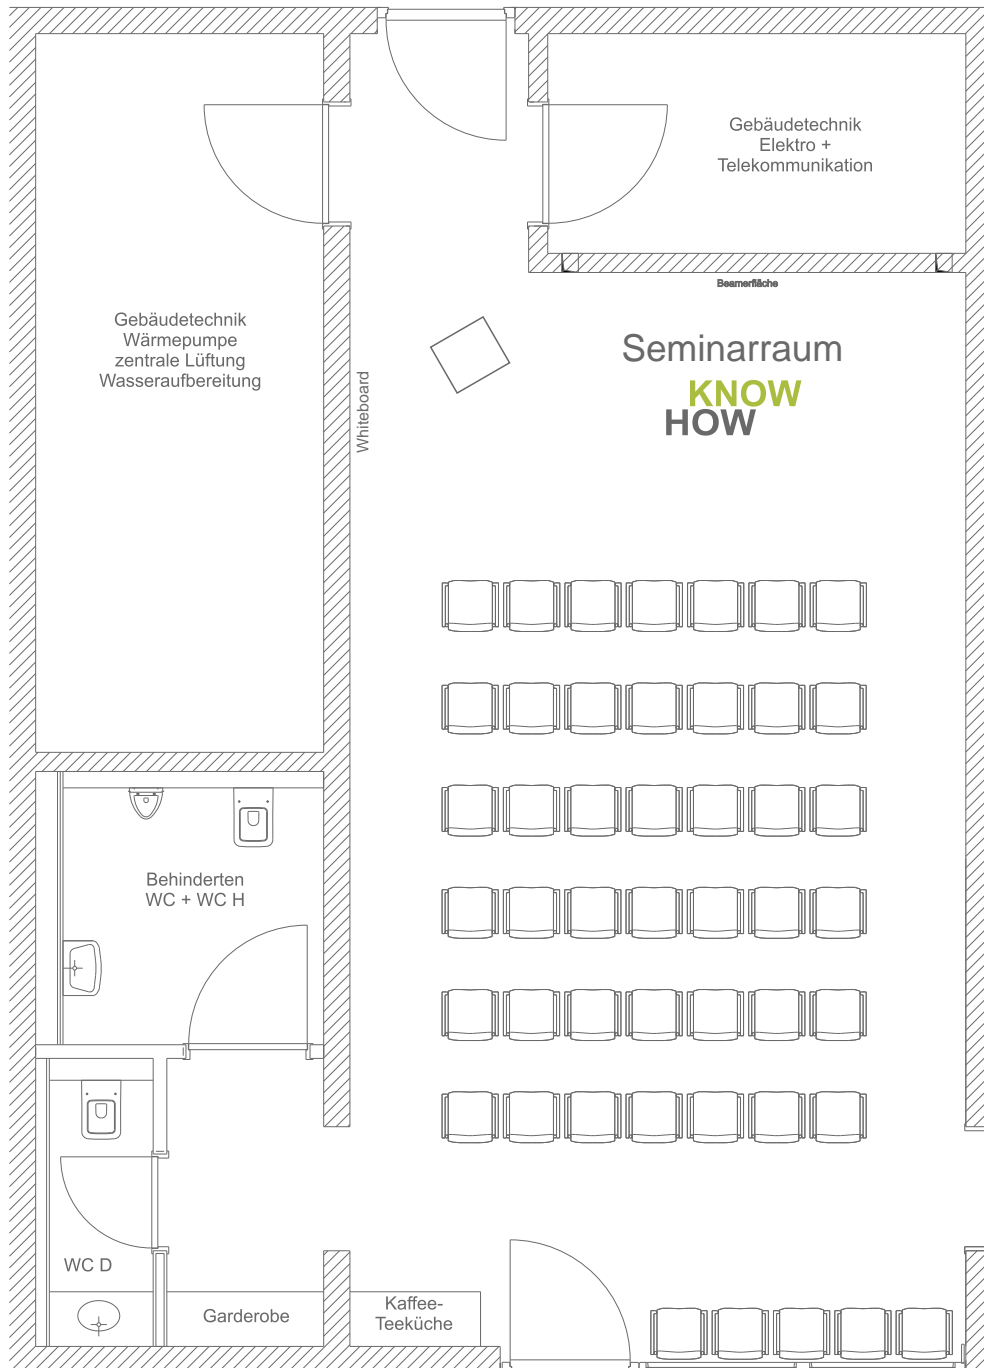 Gebäudetechnik
Elektro +
Telekommunikation
Beamerfläche
Gebäudetechnik
Wärmepumpe
zentrale Lüftung
Wasseraufbereitung
Whiteboard
Seminarraum
KNOW
HOW
Behinderten
WC + WC H
WC D
Garderobe
Kaffee-
Teeküche